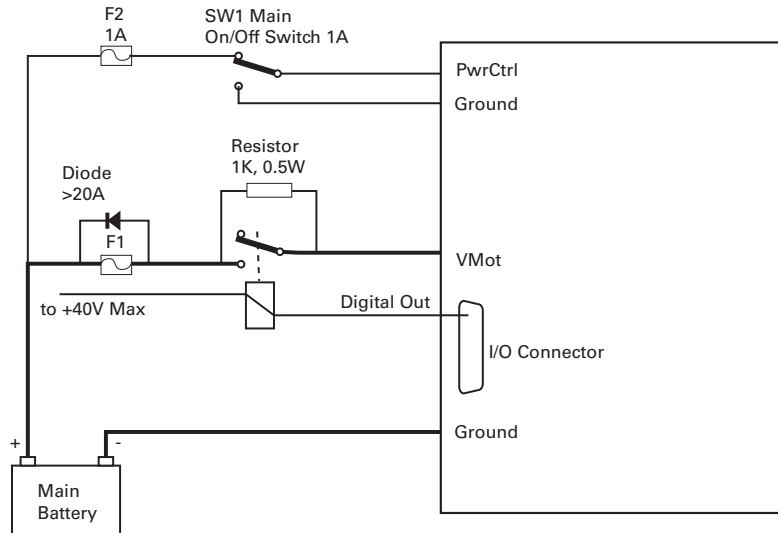 F2
1A
SW1 Main
On/Off Switch 1A
PwrCtrl
Ground
Resistor
1K, 0.5W
Diode
>20A
F1
VMot
to +40V Max
Digital Out
I/O Connector
Ground
+
-
Main
Battery